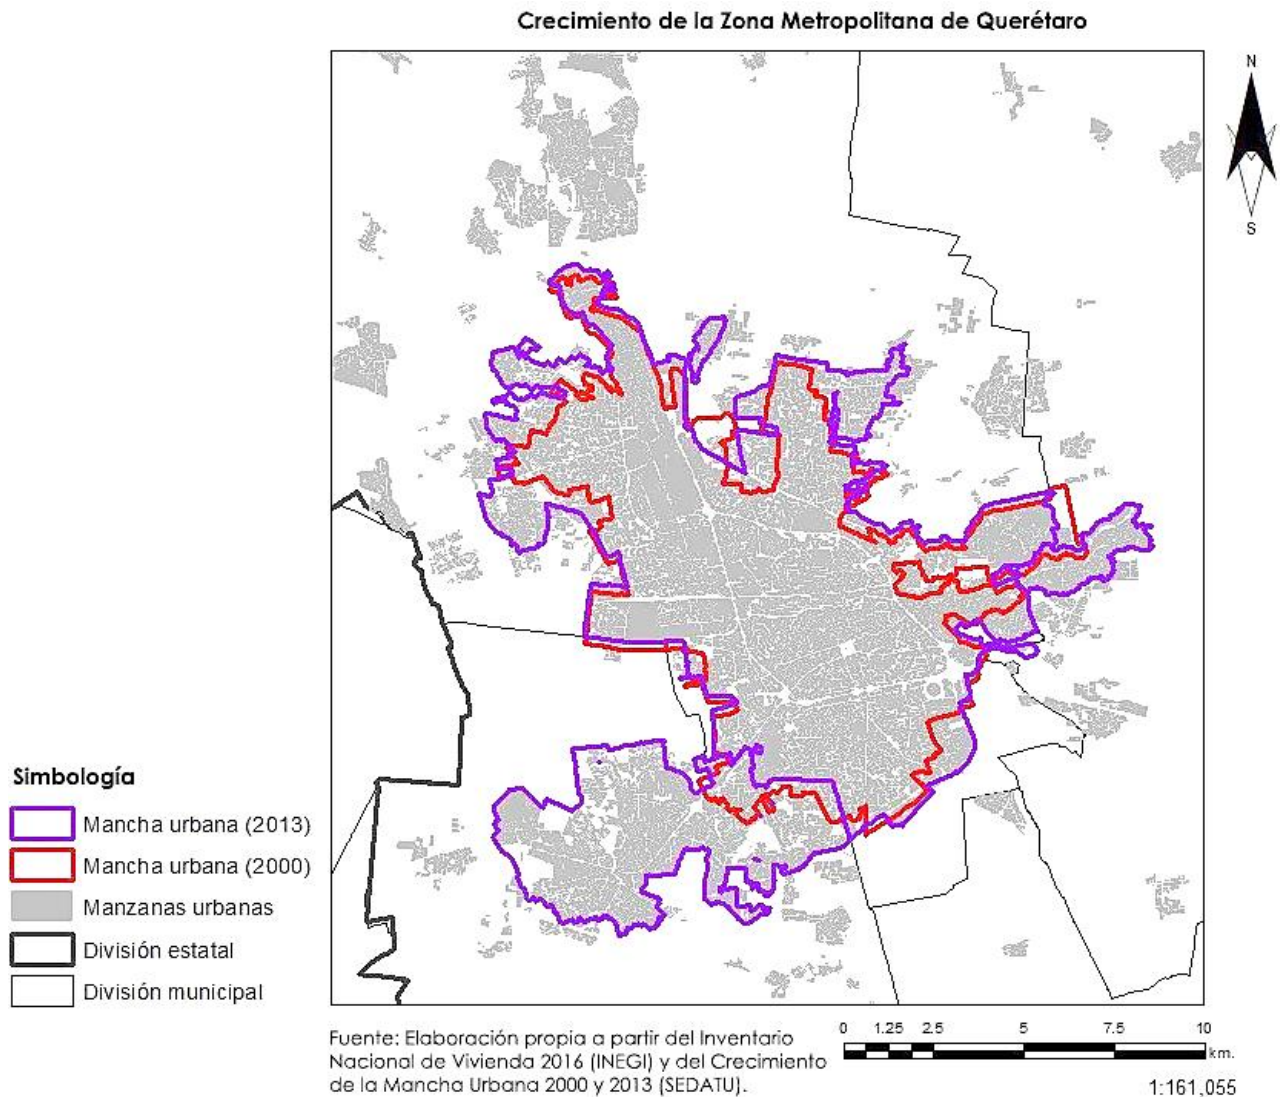 Crecimiento de la Zona Metropolitana de Querétaro
N
S
Simbología
Mancha urbana (2013)
Mancha urbana (2000)
Manzanas urbanas
División estatal
División municipal
Fuente: Elaboración propia a partir del Inventario
Nacional de Vivienda 2016 (INEGI) y del Crecimiento
de la Mancha Urbana 2000 y 2013 (SEDATU).
0 1.25 2.5 5 7.5 10
km.
1:161,055